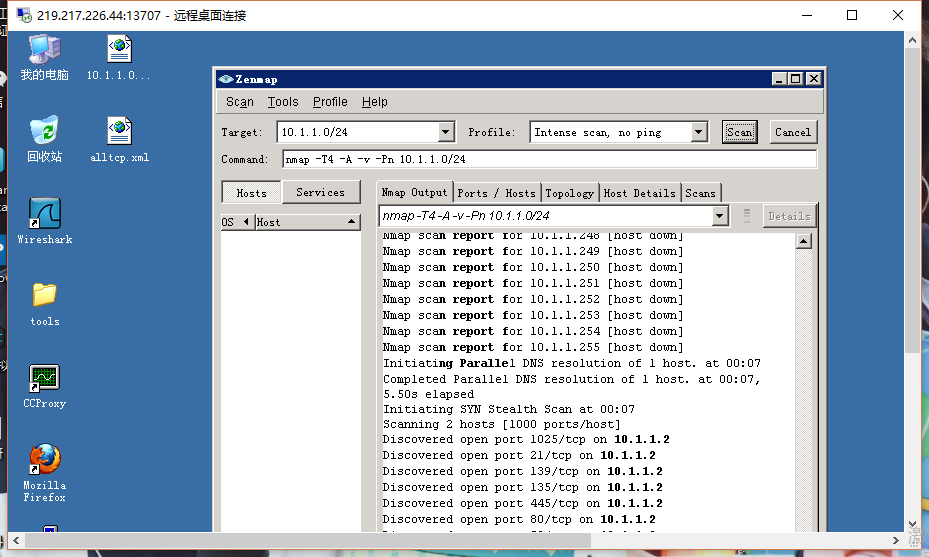 219.217.226.44:13707 - 远程桌面连接
我的电脑
10.1.1.0...
回收站
alltcp.xml
Wireshark
tools
CCProxy
Mozilla
Firefox
Zenmap
Scan Tools Profile Help
Target: 10.1.1.0/24 Profile: Intense scan, no ping Scan Cancel
Command: nmap -T4 -A -v -Pn 10.1.1.0/24
Hosts Services Nmap Output Ports / Hosts Topology Host Details Scans
OS Host
nmap -T4 -A -v -Pn 10.1.1.0/24 Details
Nmap scan report for 10.1.1.248 [host down]
Nmap scan report for 10.1.1.249 [host down]
Nmap scan report for 10.1.1.250 [host down]
Nmap scan report for 10.1.1.251 [host down]
Nmap scan report for 10.1.1.252 [host down]
Nmap scan report for 10.1.1.253 [host down]
Nmap scan report for 10.1.1.254 [host down]
Nmap scan report for 10.1.1.255 [host down]
Initiating Parallel DNS resolution of 1 host. at 00:07
Completed Parallel DNS resolution of 1 host. at 00:07,
5.50s elapsed
Initiating SYN Stealth Scan at 00:07
Scanning 2 hosts [1000 ports/host]
Discovered open port 1025/tcp on 10.1.1.2
Discovered open port 21/tcp on 10.1.1.2
Discovered open port 139/tcp on 10.1.1.2
Discovered open port 135/tcp on 10.1.1.2
Discovered open port 445/tcp on 10.1.1.2
Discovered open port 80/tcp on 10.1.1.2